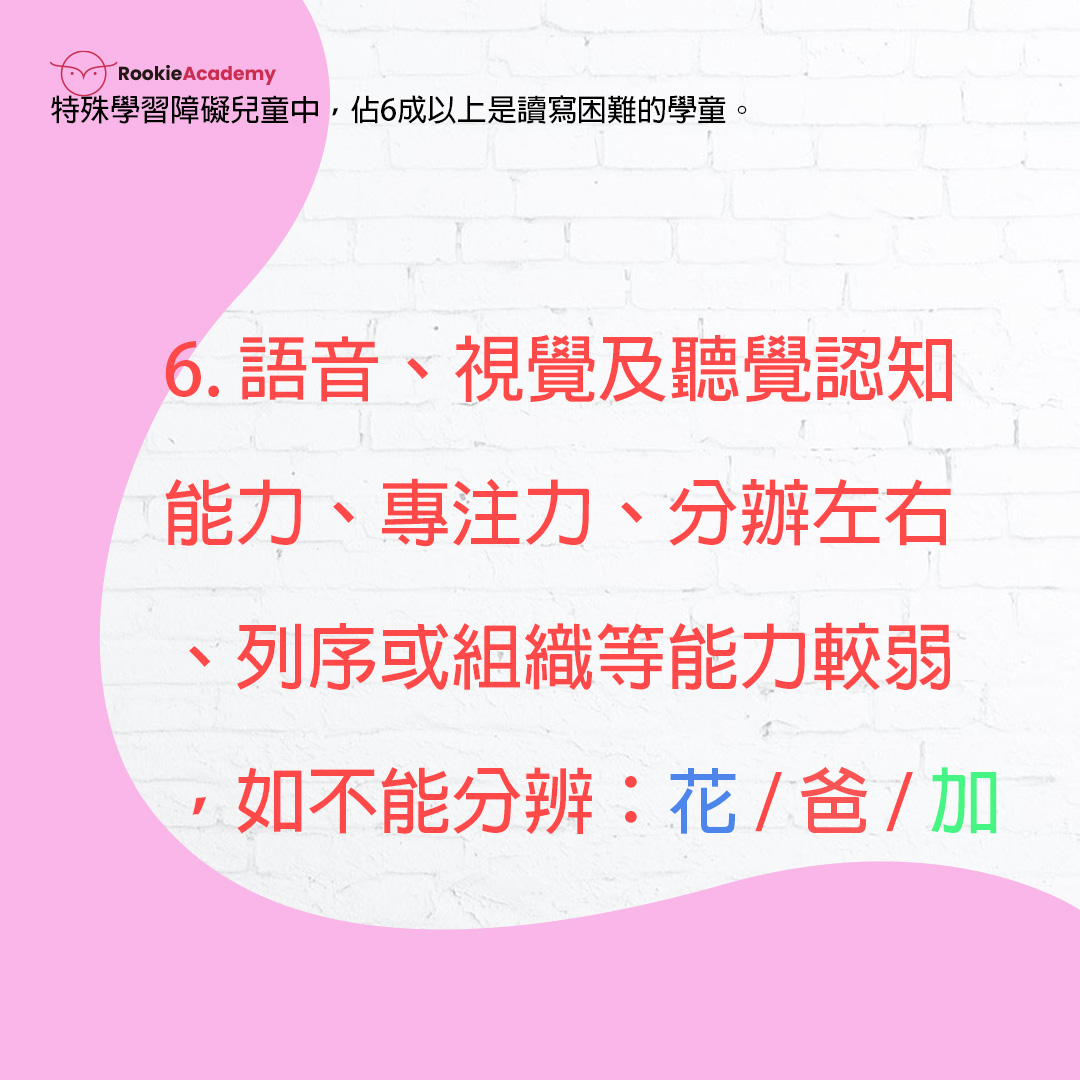 RookieAcademy
特殊學習障礙兒童中，佔6成以上是讀寫困難的學童。
6. 語音、視覺及聽覺認知
能力、專注力、分辦左右
、列序或組織等能力較弱
，如不能分辨：花 / 爸 / 加